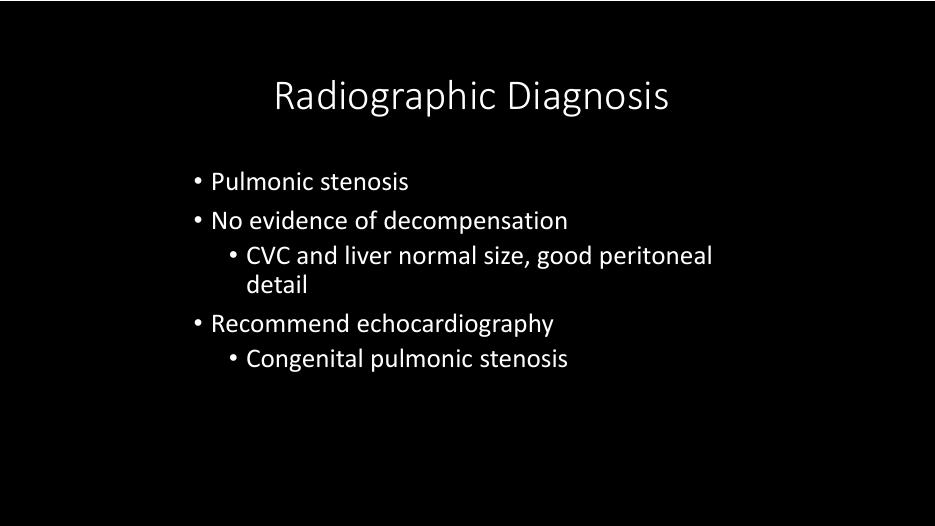 Radiographic Diagnosis
• Pulmonic stenosis
• No evidence of decompensation
• CVC and liver normal size, good peritoneal
detail
• Recommend echocardiography
• Congenital pulmonic stenosis